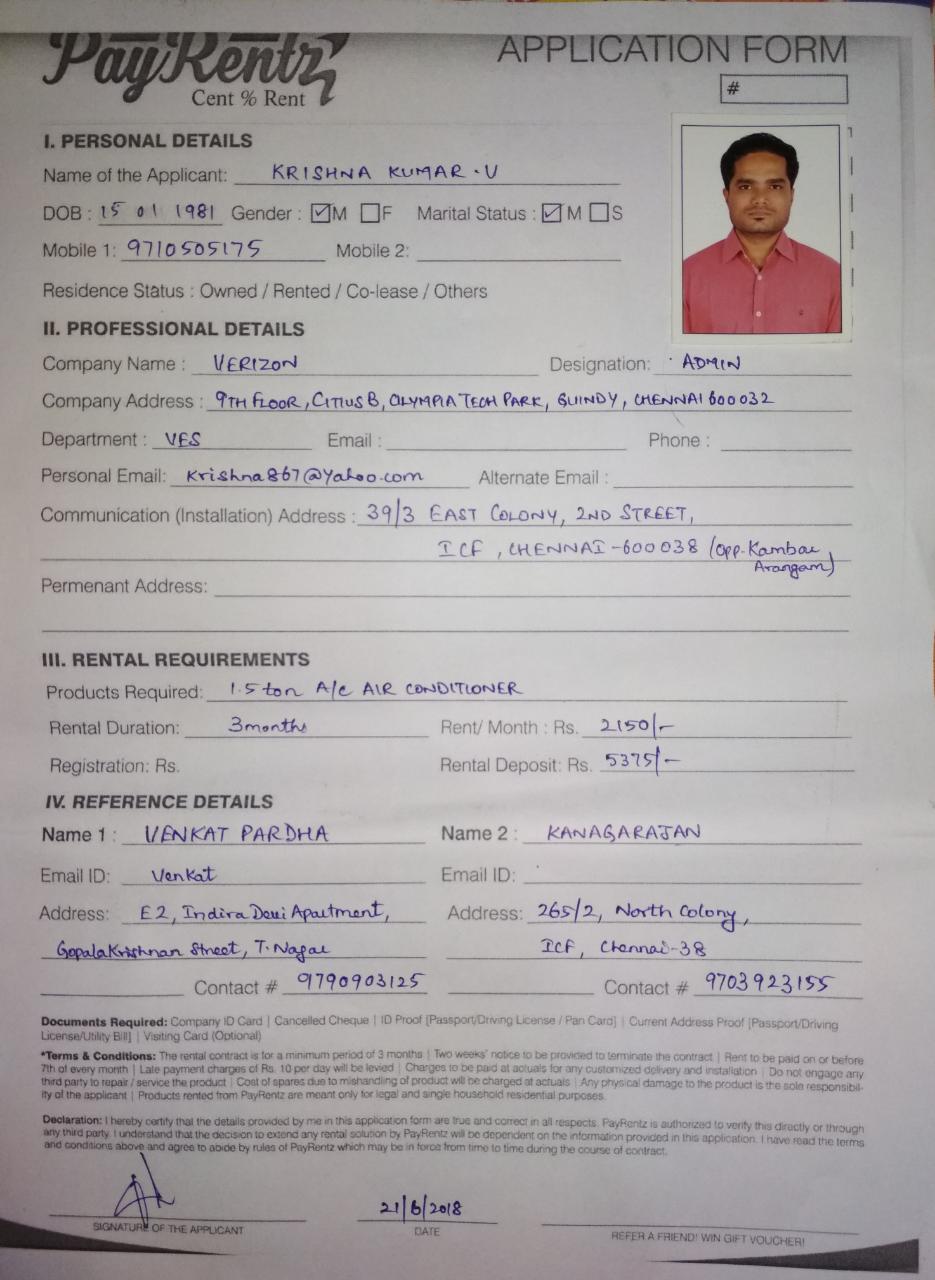 PayRentz
Cent % Rent
APPLICATION FORM
#
I. PERSONAL DETAILS
Name of the Applicant: KRISHNA KUMAR.V
DOB : 15 01 1981 Gender : ☑M ☐F Marital Status : ☑M ☐S
Mobile 1: 9710505175 Mobile 2:
Residence Status : Owned / Rented / Co-lease / Others
II. PROFESSIONAL DETAILS
Company Name : VERIZON Designation: ADMIN
Company Address : 9TH FLOOR, CITIUS B, OLYMPIA TECH PARK, GUINDY, CHENNAI 600032
Department : VES Email : Phone :
Personal Email: Krishna867@Yahoo.com Alternate Email :
Communication (Installation) Address : 39/3 EAST COLONY, 2ND STREET,
ICF, CHENNAI-600038 (Opp. Kambar
Arangam)
Permenant Address:
III. RENTAL REQUIREMENTS
Products Required: 1.5 ton A/c AIR CONDITIONER
Rental Duration: 3 months Rent/ Month : Rs. 2150/-
Registration: Rs. Rental Deposit: Rs. 5375/-
IV. REFERENCE DETAILS
Name 1 : VENKAT PARDHA Name 2 : KANAGARAJAN
Email ID: Venkat Email ID:
Address: E2, Indira Devi Apartment, Address: 265/2, North Colony,
Gopalakrishnan Street, T. Nagar ICF, Chennai-38
Contact # 9790903125 Contact # 9703923155
Documents Required: Company ID Card | Cancelled Cheque | ID Proof [Passport/Driving License / Pan Card] | Current Address Proof [Passport/Driving
License/Utility Bill] | Visiting Card (Optional)
*Terms & Conditions: The rental contract is for a minimum period of 3 months | Two weeks' notice to be provided to terminate the contract | Rent to be paid on or before
7th of every month | Late payment charges of Rs. 10 per day will be levied | Charges to be paid at actuals for any customized delivery and installation | Do not engage any
third party to repair / service the product | Cost of spares due to mishandling of product will be charged at actuals | Any physical damage to the product is the sole responsibil-
ity of the applicant | Products rented from PayRentz are meant only for legal and single household residential purposes.
Declaration: I hereby certify that the details provided by me in this application form are true and correct in all respects. PayRentz is authorized to verify this directly or through
any third party. I understand that the decision to extend any rental solution by PayRentz will be dependent on the information provided in this application. I have read the terms
and conditions above and agree to abide by rules of PayRentz which may be in force from time to time during the course of contract.
21/6/2018
SIGNATURE OF THE APPLICANT DATE REFER A FRIEND! WIN GIFT VOUCHER!